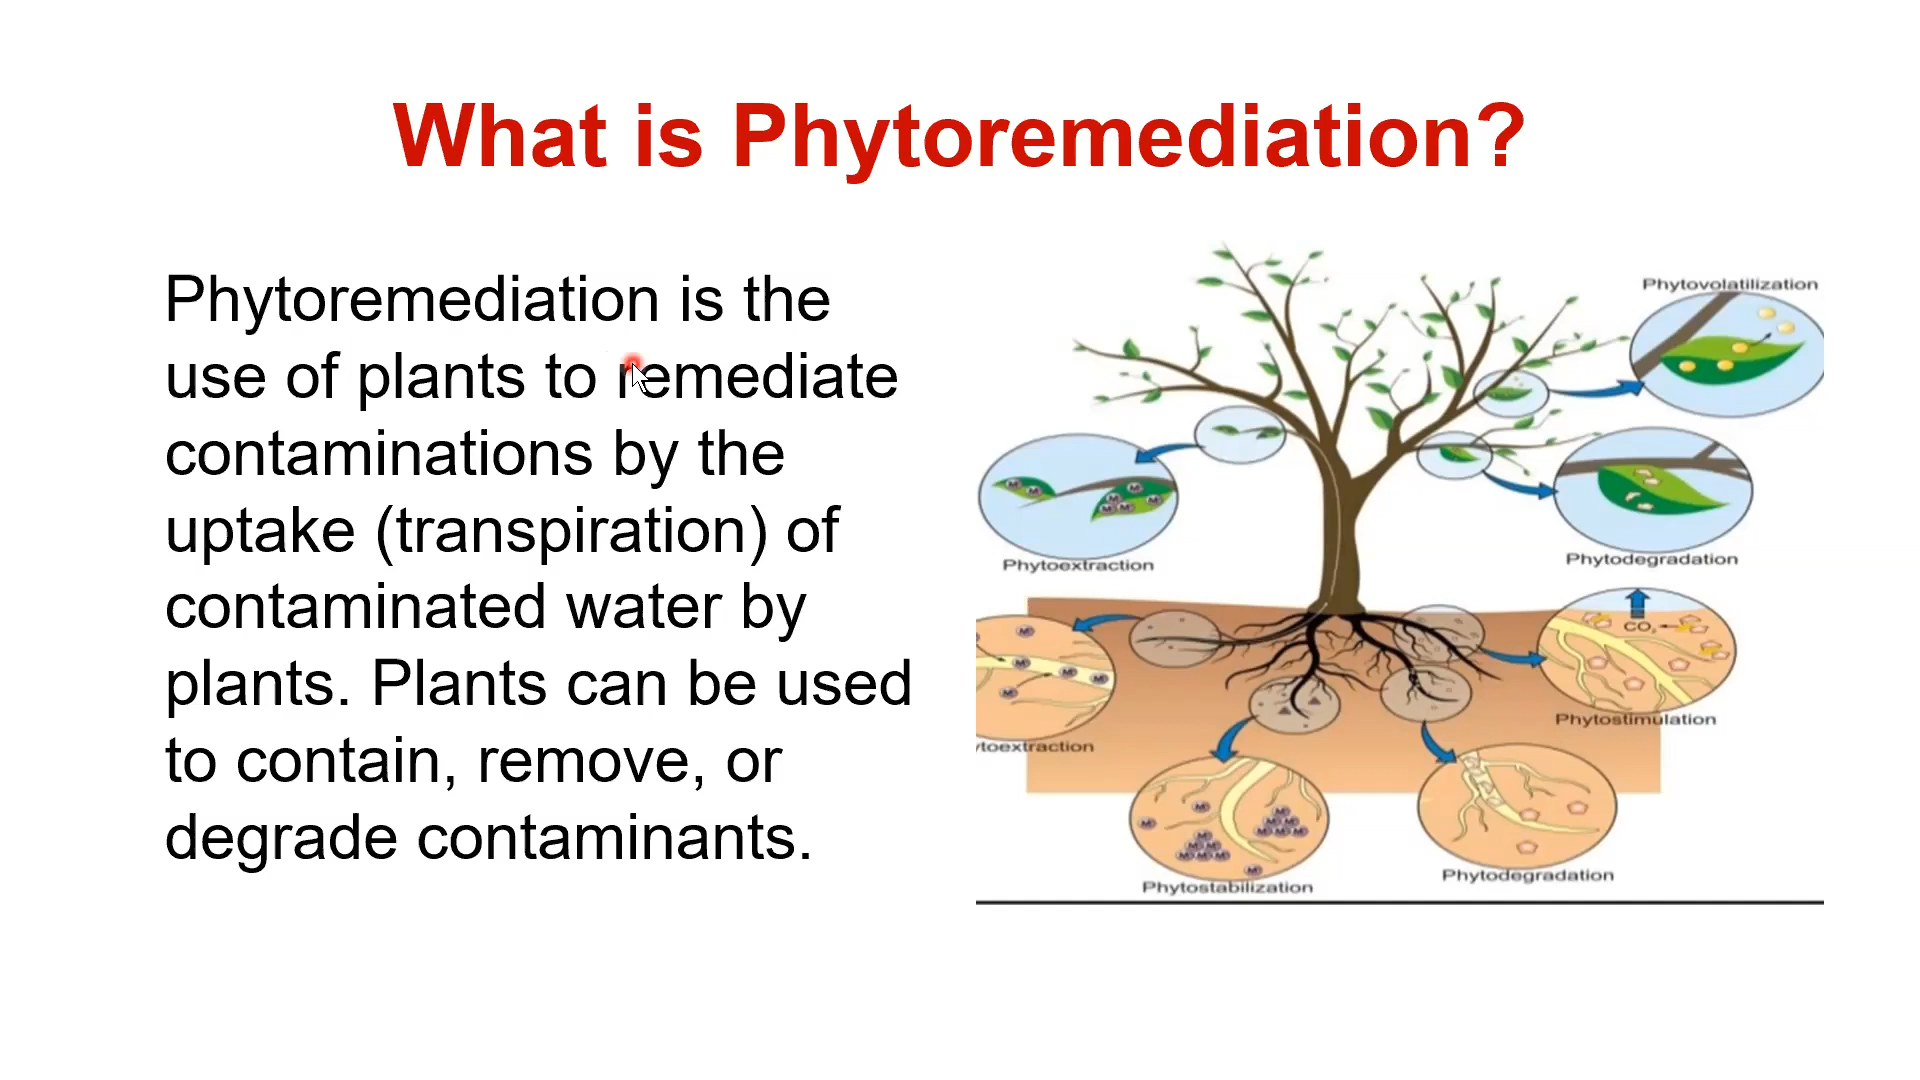 What is Phytoremediation?
Phytoremediation is the
use of plants to remediate
contaminations by the
uptake (transpiration) of
contaminated water by
plants. Plants can be used
to contain, remove, or
degrade contaminants.
Phytovolatilization
Phytoextraction
Phytodegradation
CO₂
Phytostimulation
toextraction
Phytostabilization
Phytodegradation